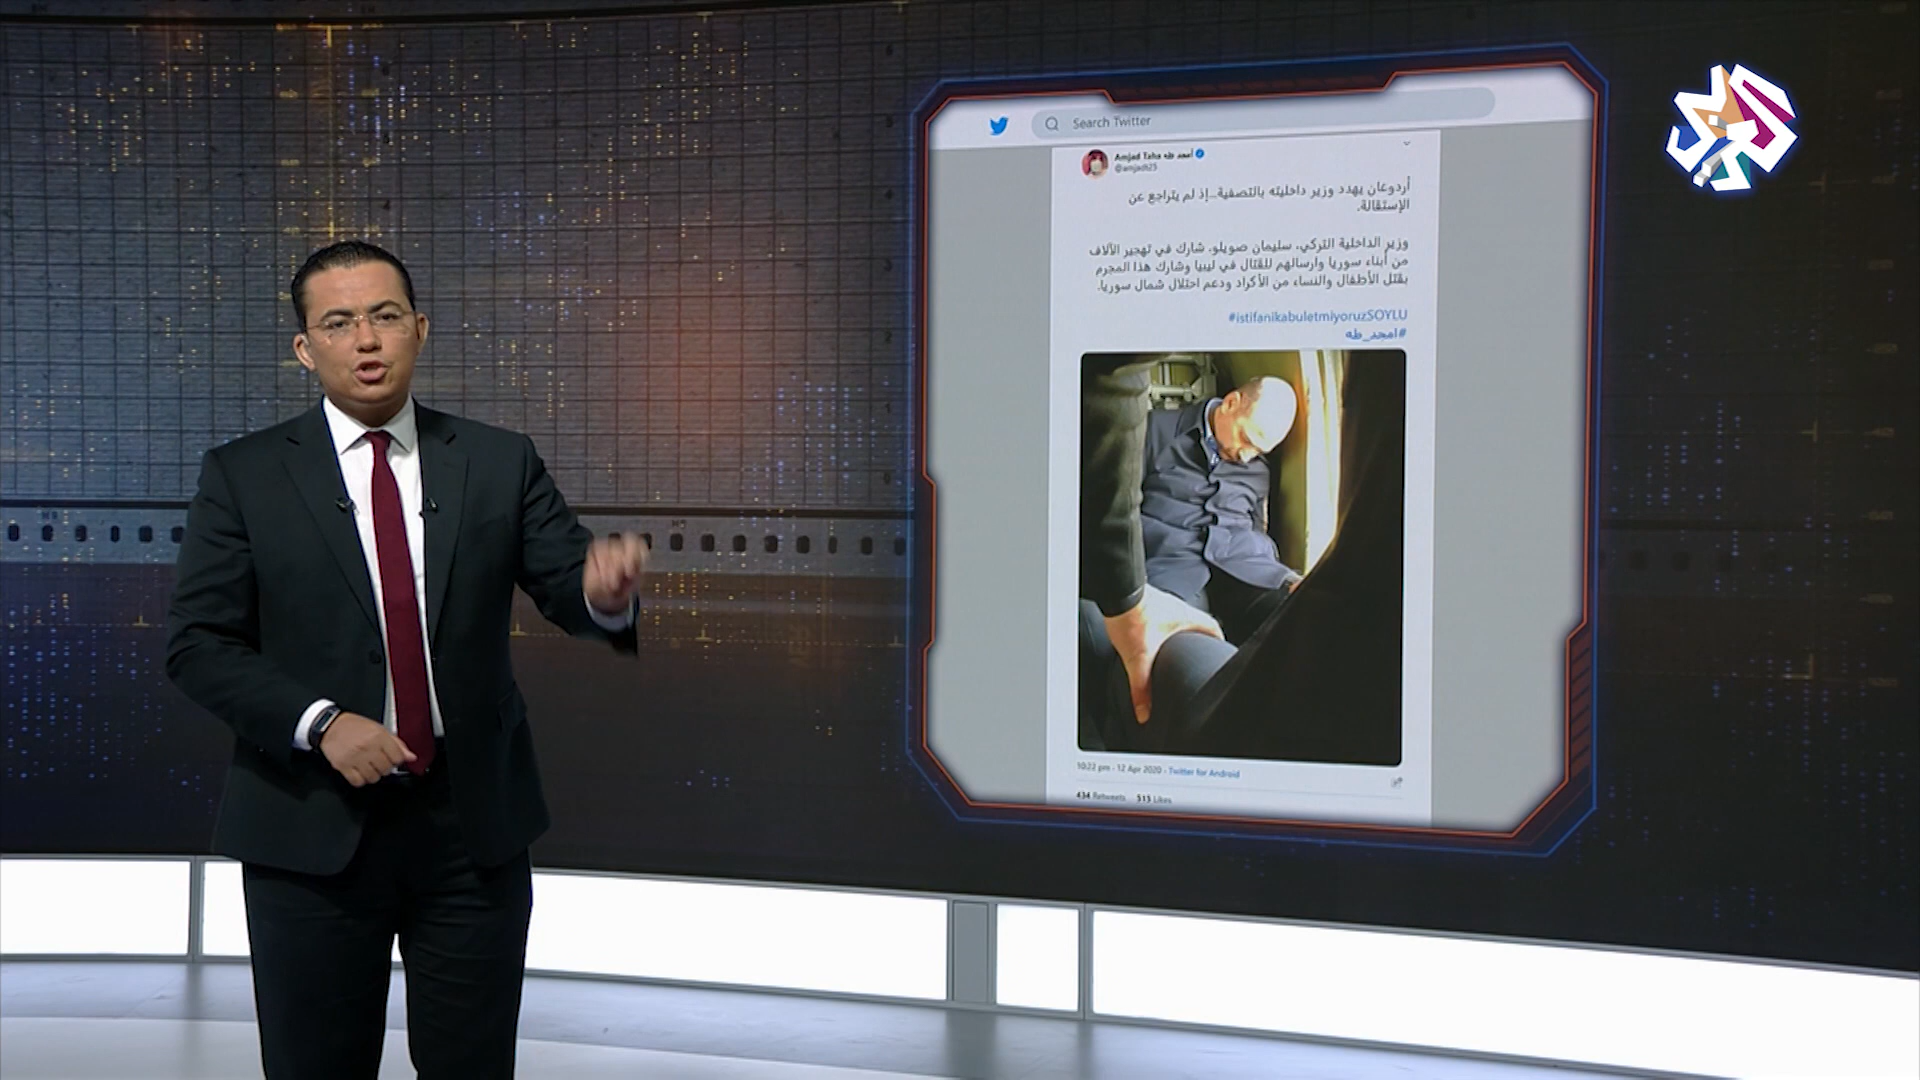 Search Twitter
Amjad Taha أمجد طه
@amjadt25
أردوغان يهدد وزير داخليته بالتصفية...إذ لم يتراجع عن
الإستقالة.
وزير الداخلية التركي، سليمان صويلو، شارك في تهجير الآلاف
من أبناء سوريا وارسالهم للقتال في ليبيا وشارك هذا المجرم
بقتل الأطفال والنساء من الأكراد ودعم احتلال شمال سوريا.
#istifanikabuletmiyoruzSOYLU
#امجد_طه
10:22 pm - 12 Apr 2020 - Twitter for Android
434 Retweets 515 Likes